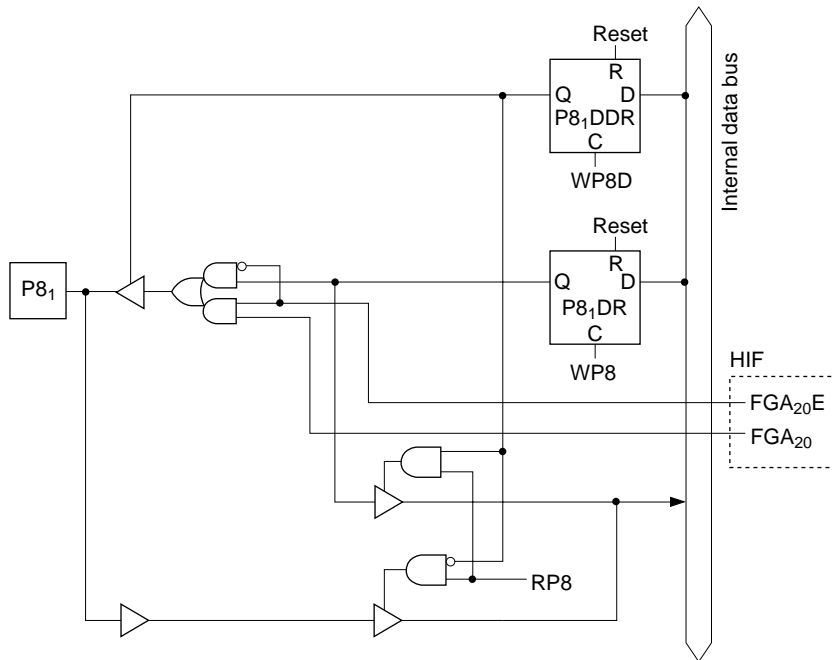 Reset
R
Q D
P8₁DDR
C
WP8D
Internal data bus
Reset
R
Q D
P8₁DR
C
WP8
P8₁
HIF
FGA₂₀E
FGA₂₀
RP8